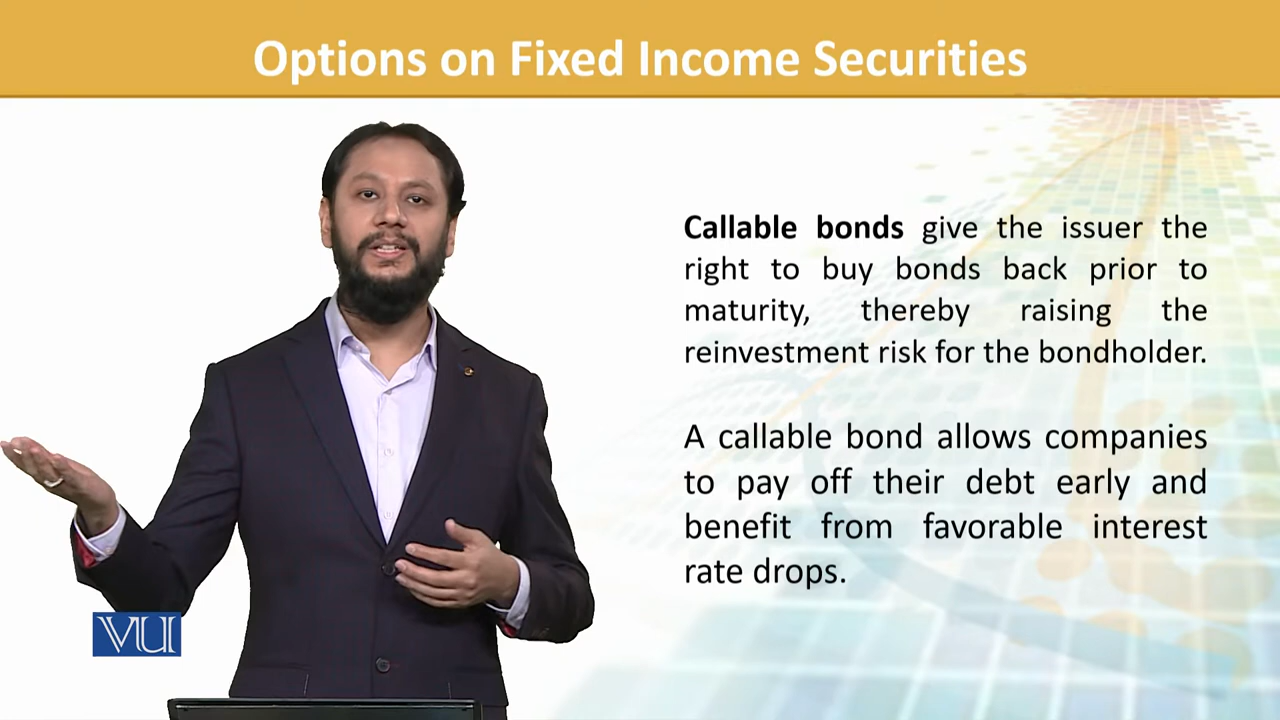 Options on Fixed Income Securities
Callable bonds give the issuer the
right to buy bonds back prior to
maturity, thereby raising the
reinvestment risk for the bondholder.
A callable bond allows companies
to pay off their debt early and
benefit from favorable interest
rate drops.
VU